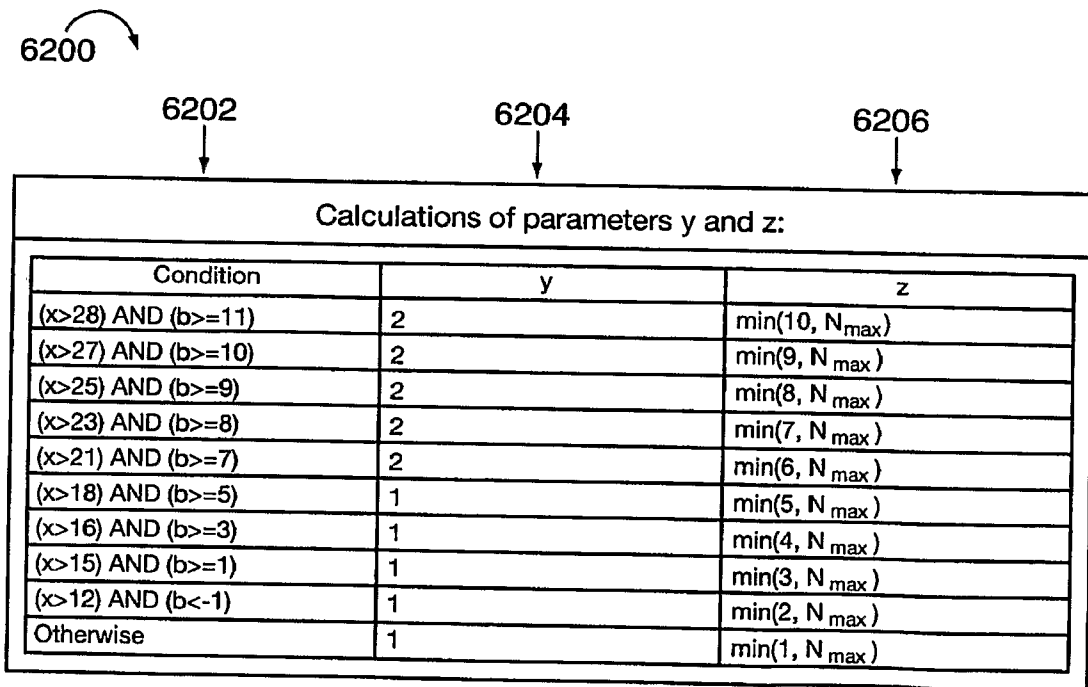 6200
6202 6204 6206
Calculations of parameters y and z:
Condition y z
(x>28) AND (b>=11) 2 min(10, Nmax)
(x>27) AND (b>=10) 2 min(9, Nmax)
(x>25) AND (b>=9) 2 min(8, Nmax)
(x>23) AND (b>=8) 2 min(7, Nmax)
(x>21) AND (b>=7) 2 min(6, Nmax)
(x>18) AND (b>=5) 1 min(5, Nmax)
(x>16) AND (b>=3) 1 min(4, Nmax)
(x>15) AND (b>=1) 1 min(3, Nmax)
(x>12) AND (b<-1) 1 min(2, Nmax)
Otherwise 1 min(1, Nmax)